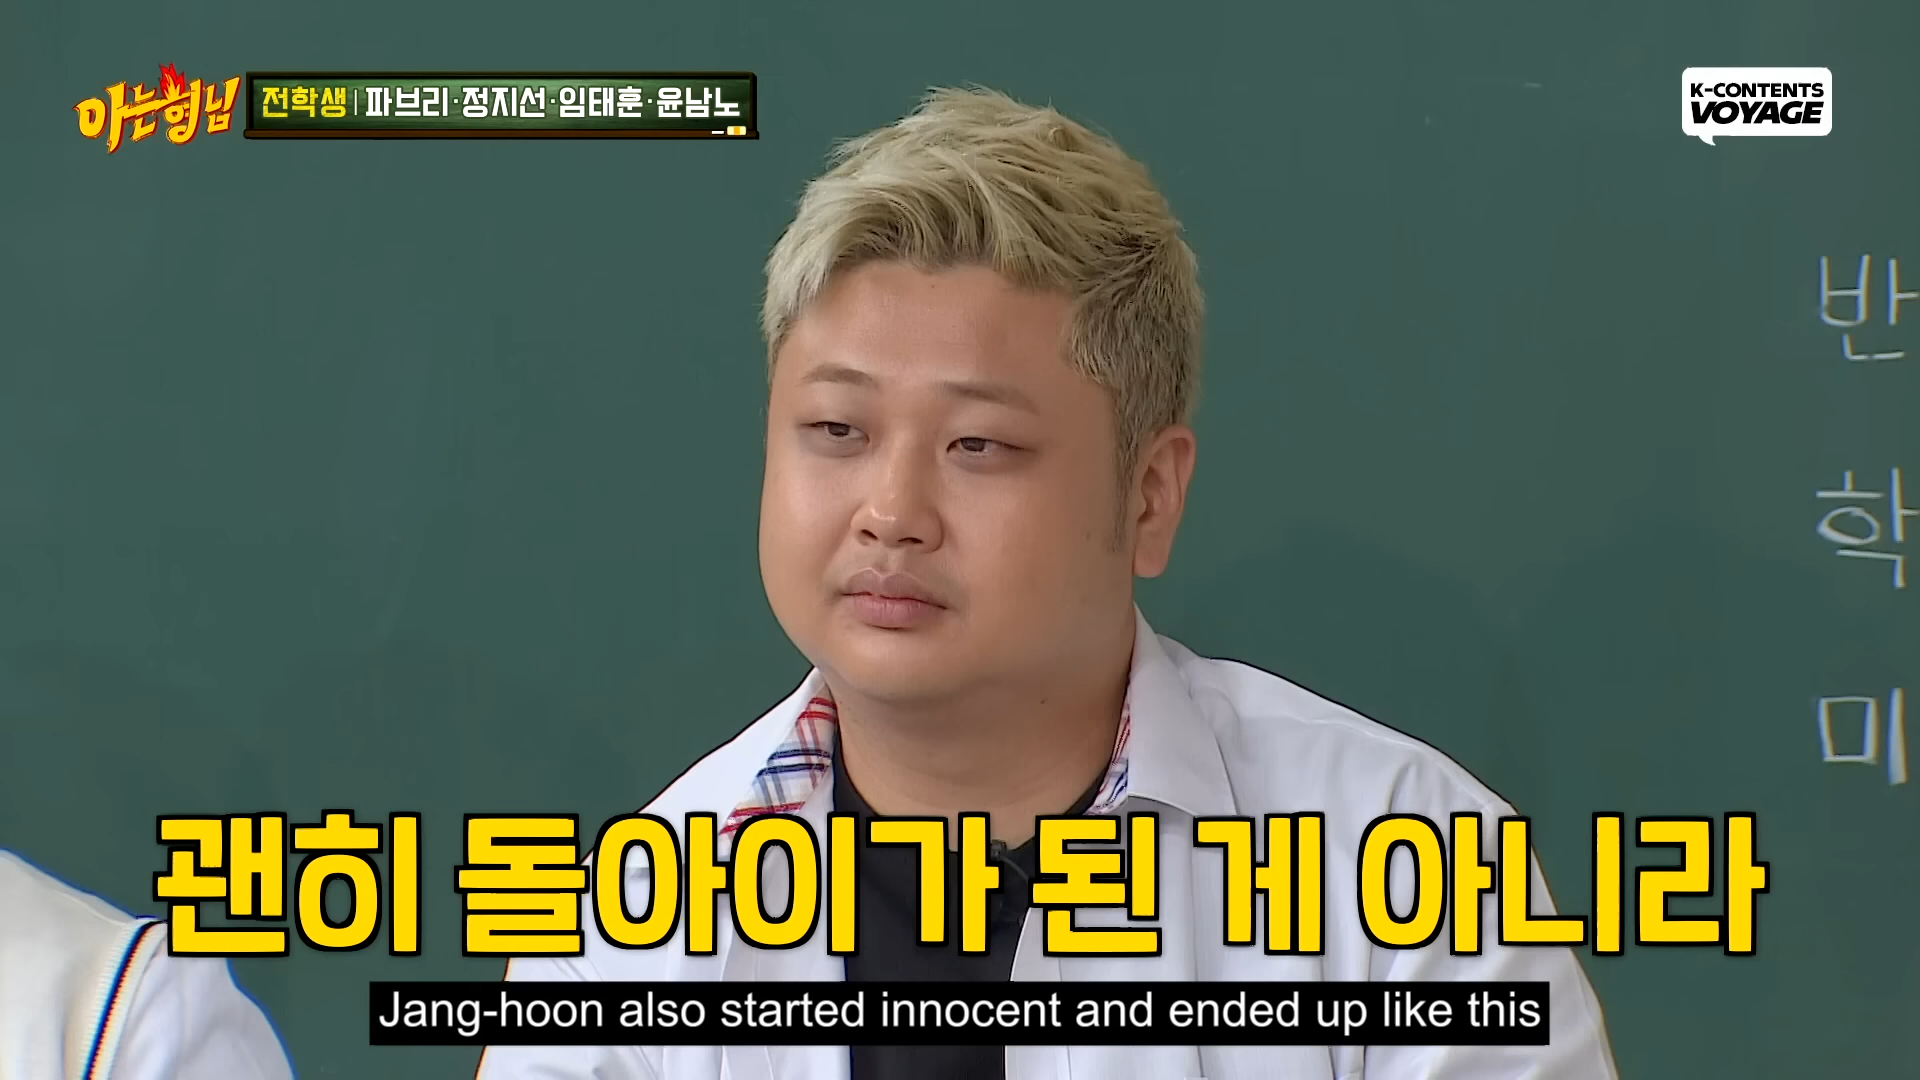 아는형님
전학생 | 파브리·정지선·임태훈·윤남노
K-CONTENTS
VOYAGE
반
학
미
괜히 돌아이가 된 게 아니라
Jang-hoon also started innocent and ended up like this